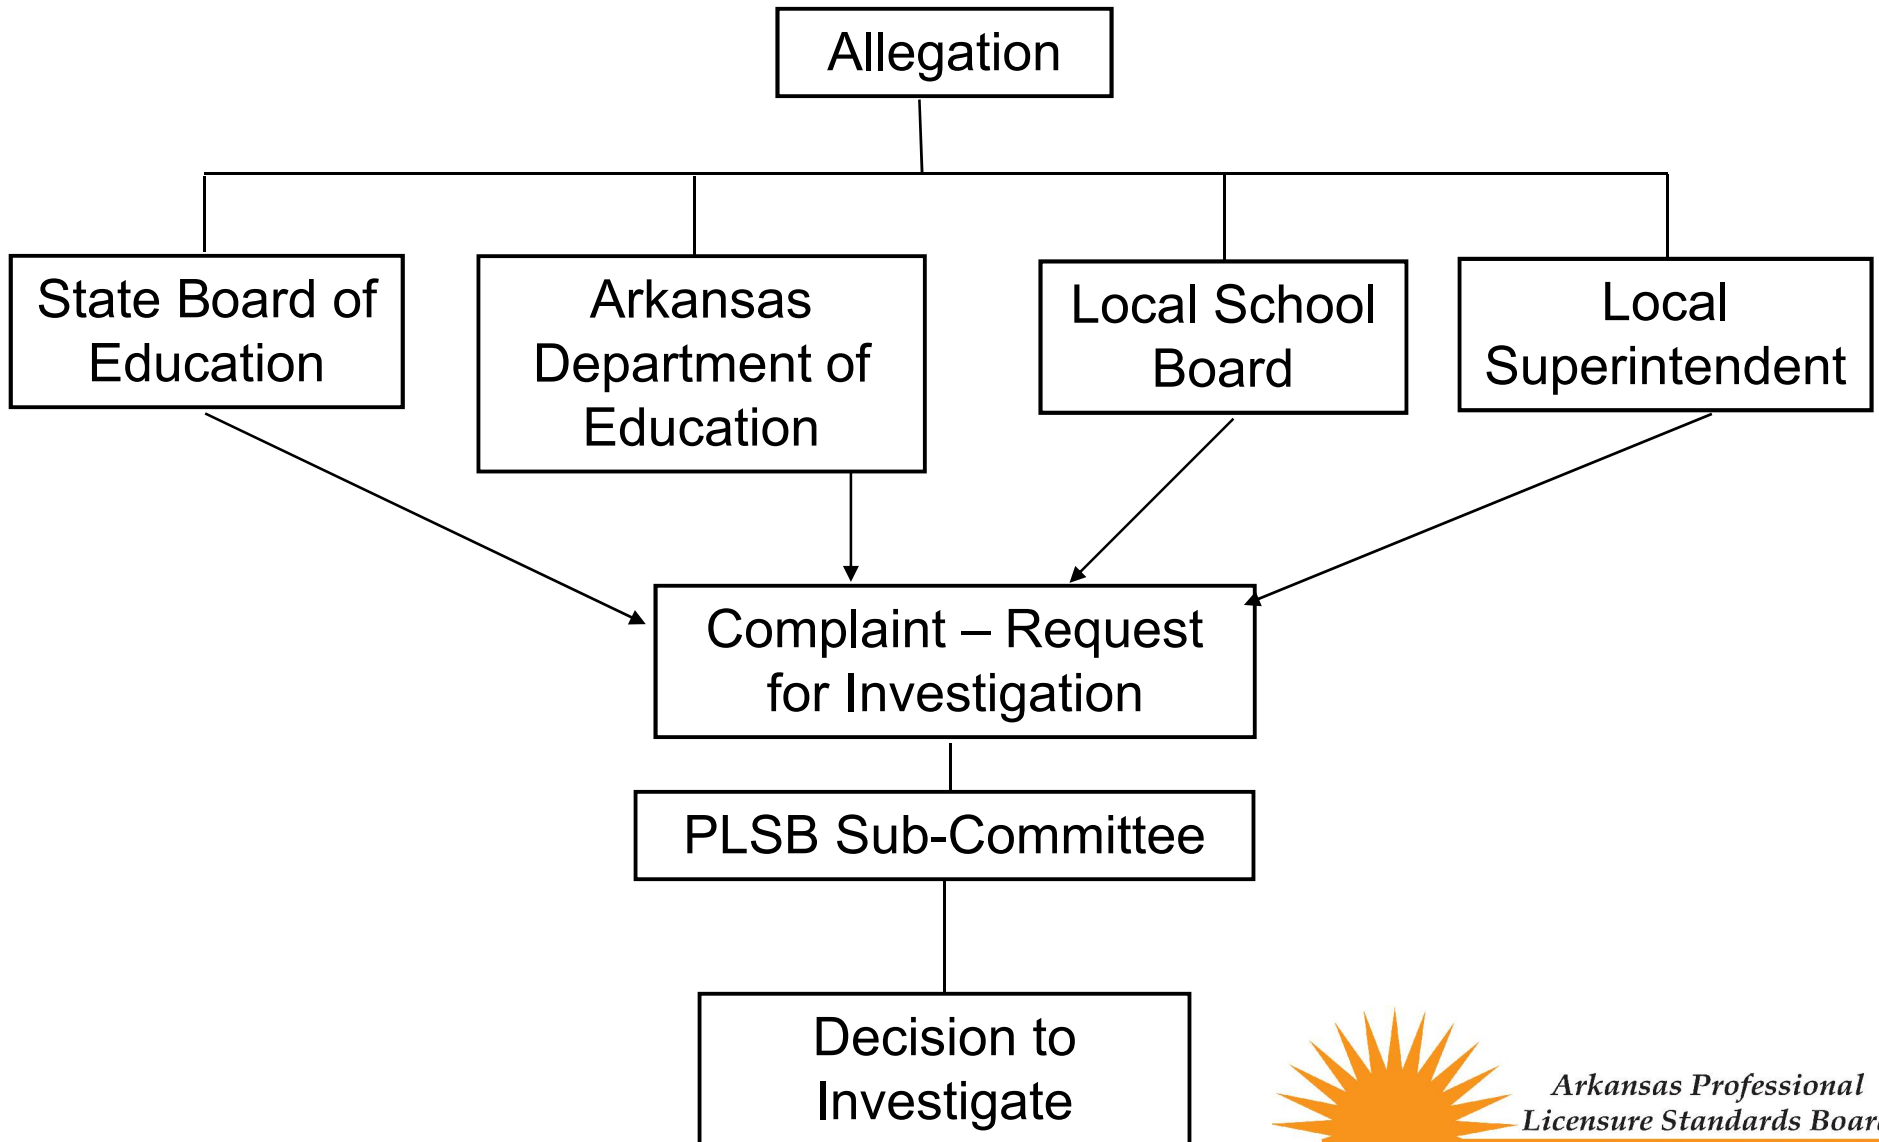 Allegation
State Board of
Education
Arkansas
Department of
Education
Local School
Board
Local
Superintendent
Complaint – Request
for Investigation
PLSB Sub-Committee
Decision to
Investigate
Arkansas Professional
Licensure Standards Board